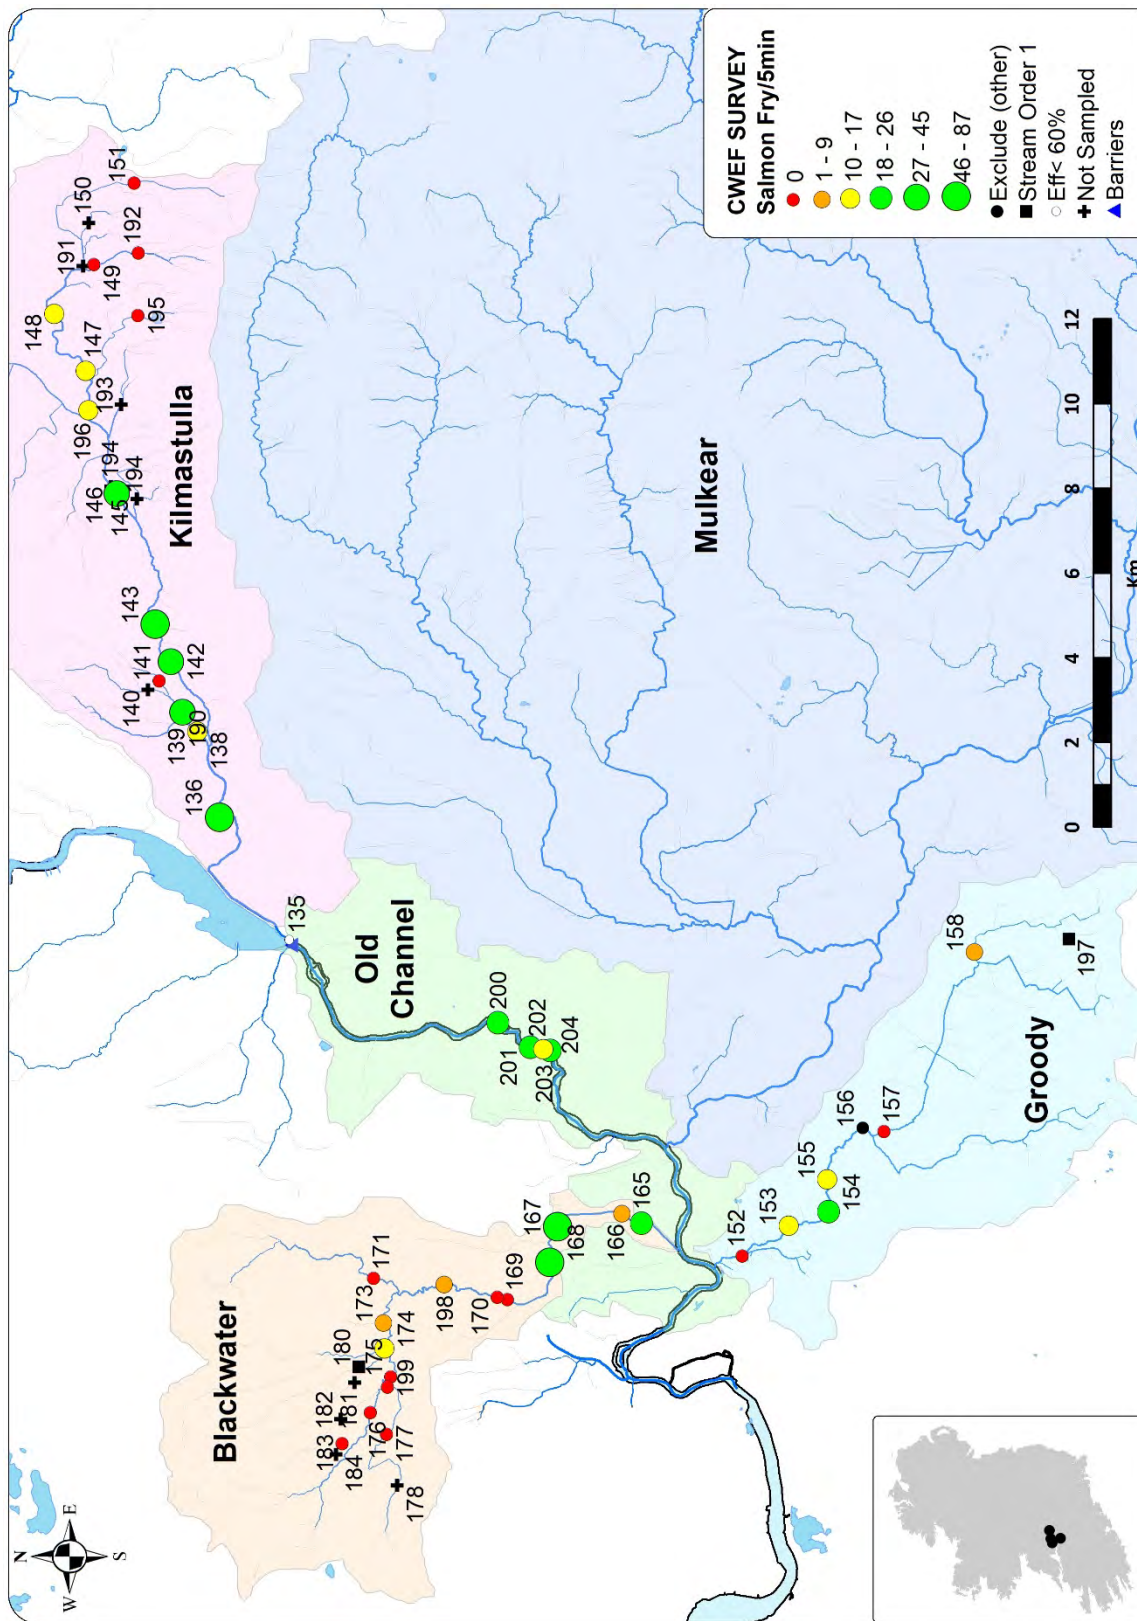 N
W
E
S
CWEF SURVEY
Salmon Fry/5min
0
1 - 9
10 - 17
18 - 26
27 - 45
46 - 87
Exclude (other)
Stream Order 1
Eff< 60%
Not Sampled
Barriers
Kilmastulla
148
191
150
151
149
192
147
195
193
196
194
194
146
145
143
141
142
140
139
190
138
136
135
Old
Channel
200
202
201
204
203
Mulkear
Blackwater
171
173
198
174
170
169
180
175
199
182
181
183
176
177
184
178
167
168
165
166
Groody
152
153
154
155
156
157
158
197
0
2
4
6
8
10
12
Km